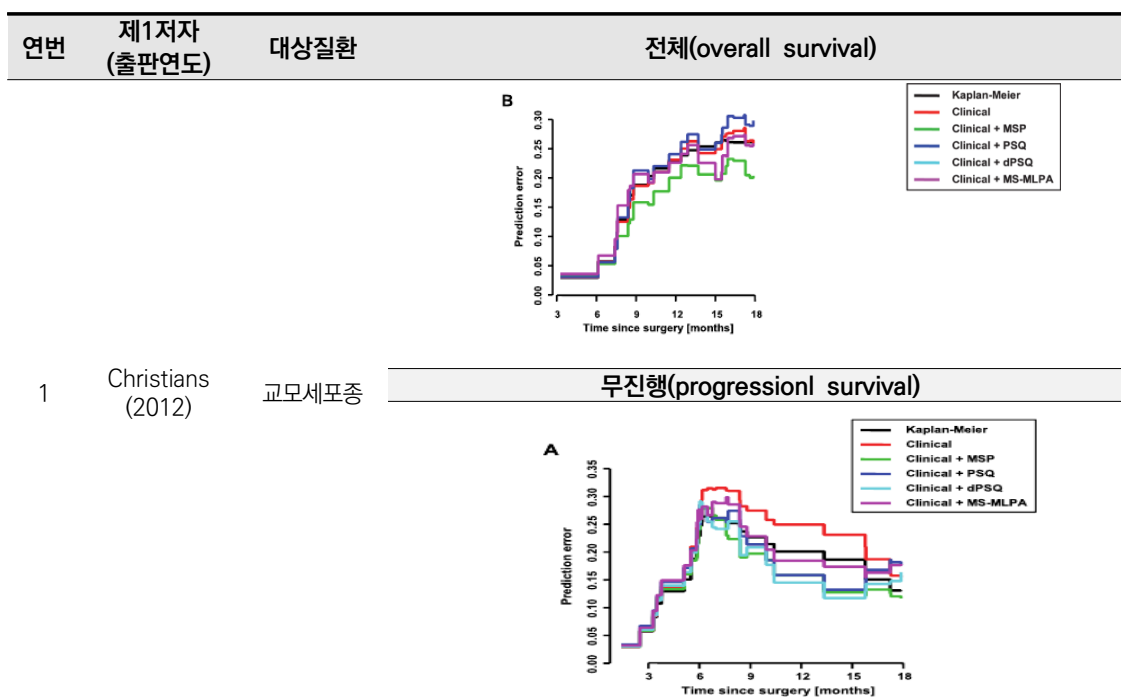 연번
제1저자
(출판연도)
대상질환
전체(overall survival)
B
Kaplan-Meier
Clinical
Clinical + MSP
Clinical + PSQ
Clinical + dPSQ
Clinical + MS-MLPA
Prediction error
0.30
0.25
0.20
0.15
0.10
0.05
0.00
3 6 9 12 15 18
Time since surgery [months]
1
Christians
(2012)
교모세포종
무진행(progressionl survival)
A
Kaplan-Meier
Clinical
Clinical + MSP
Clinical + PSQ
Clinical + dPSQ
Clinical + MS-MLPA
Prediction error
0.35
0.30
0.25
0.20
0.15
0.10
0.05
0.00
3 6 9 12 15 18
Time since surgery [months]